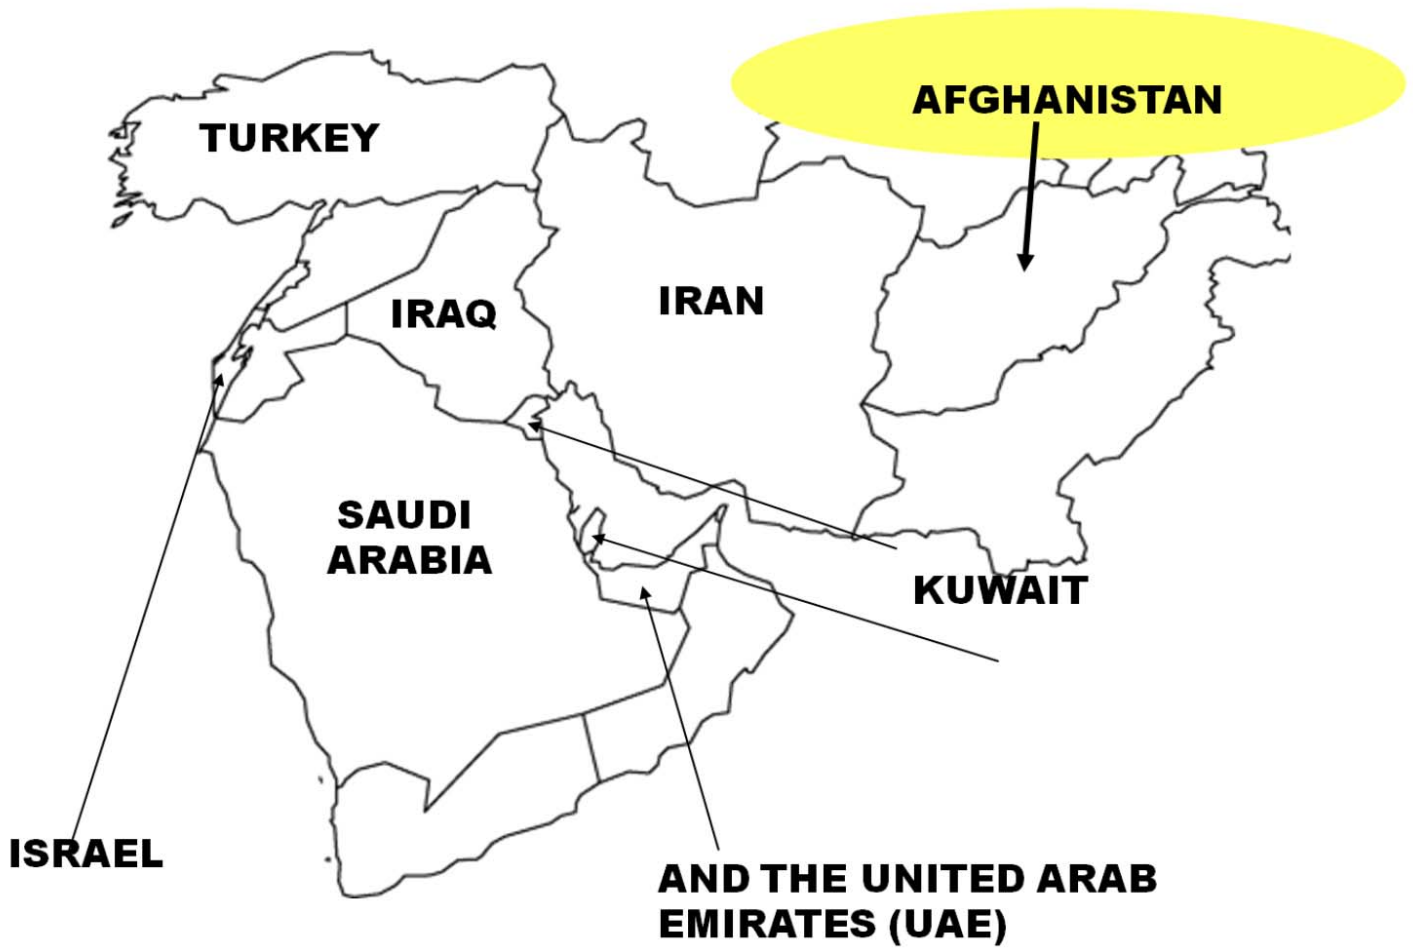 AFGHANISTAN
TURKEY
IRAN
IRAQ
SAUDI
ARABIA
KUWAIT
ISRAEL
AND THE UNITED ARAB
EMIRATES (UAE)